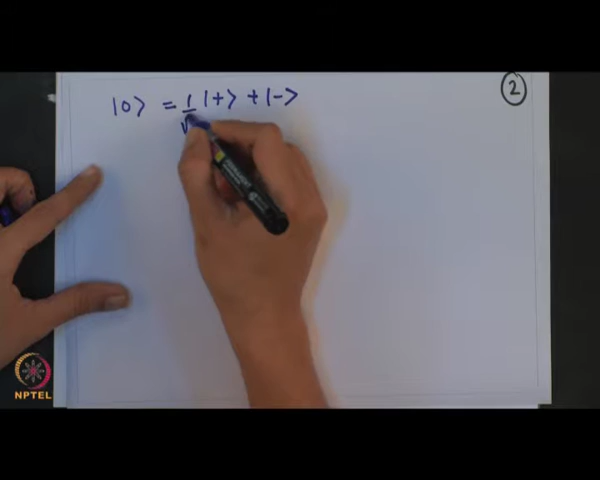 ②
|0⟩ = 1/√ |+⟩ + |−⟩
NPTEL